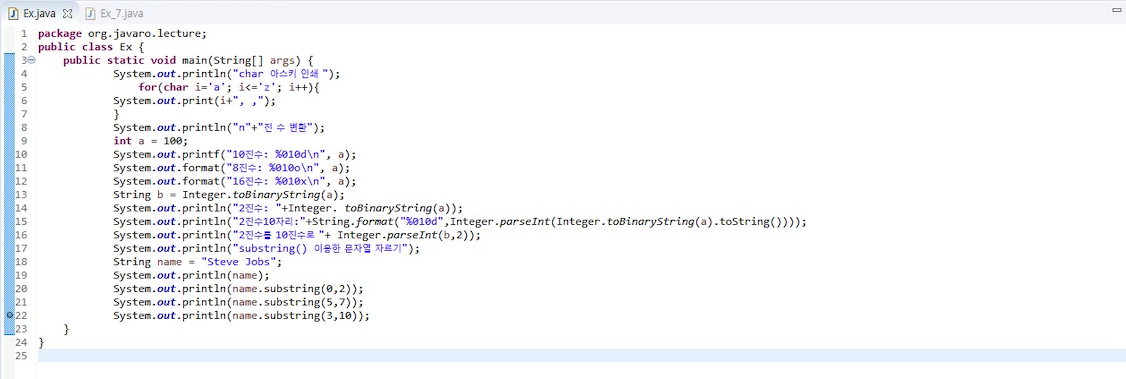 Ex.java Ex_7.java
1 package org.javaro.lecture;
2 public class Ex {
3 public static void main(String[] args) {
4 System.out.println("char 아스키 인쇄 ");
5 for(char i='a'; i<='z'; i++){
6 System.out.print(i+", ,");
7 }
8 System.out.println("n"+"진 수 변환");
9 int a = 100;
10 System.out.printf("10진수: %010d\n", a);
11 System.out.format("8진수: %010o\n", a);
12 System.out.format("16진수: %010x\n", a);
13 String b = Integer.toBinaryString(a);
14 System.out.println("2진수: "+Integer. toBinaryString(a));
15 System.out.println("2진수10자리:"+String.format("%010d",Integer.parseInt(Integer.toBinaryString(a).toString())));
16 System.out.println("2진수를 10진수로 "+ Integer.parseInt(b,2));
17 System.out.println("substring() 이용한 문자열 자르기");
18 String name = "Steve Jobs";
19 System.out.println(name);
20 System.out.println(name.substring(0,2));
21 System.out.println(name.substring(5,7));
22 System.out.println(name.substring(3,10));
23 }
24 }
25